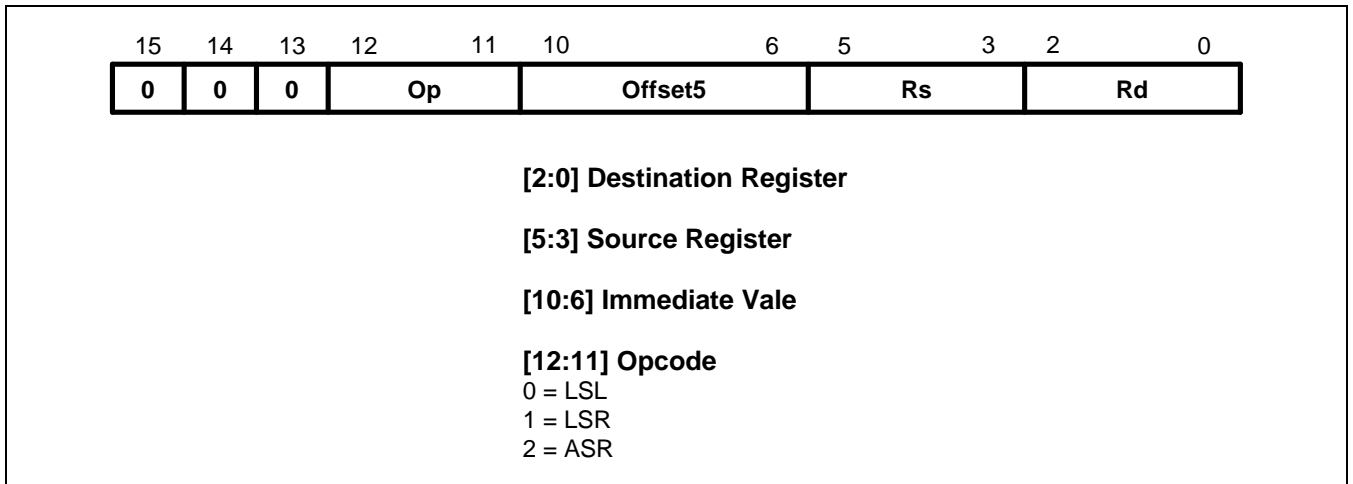 15 14 13 12 11 10 6 5 3 2 0
0 0 0 Op Offset5 Rs Rd
[2:0] Destination Register
[5:3] Source Register
[10:6] Immediate Vale
[12:11] Opcode
0 = LSL
1 = LSR
2 = ASR